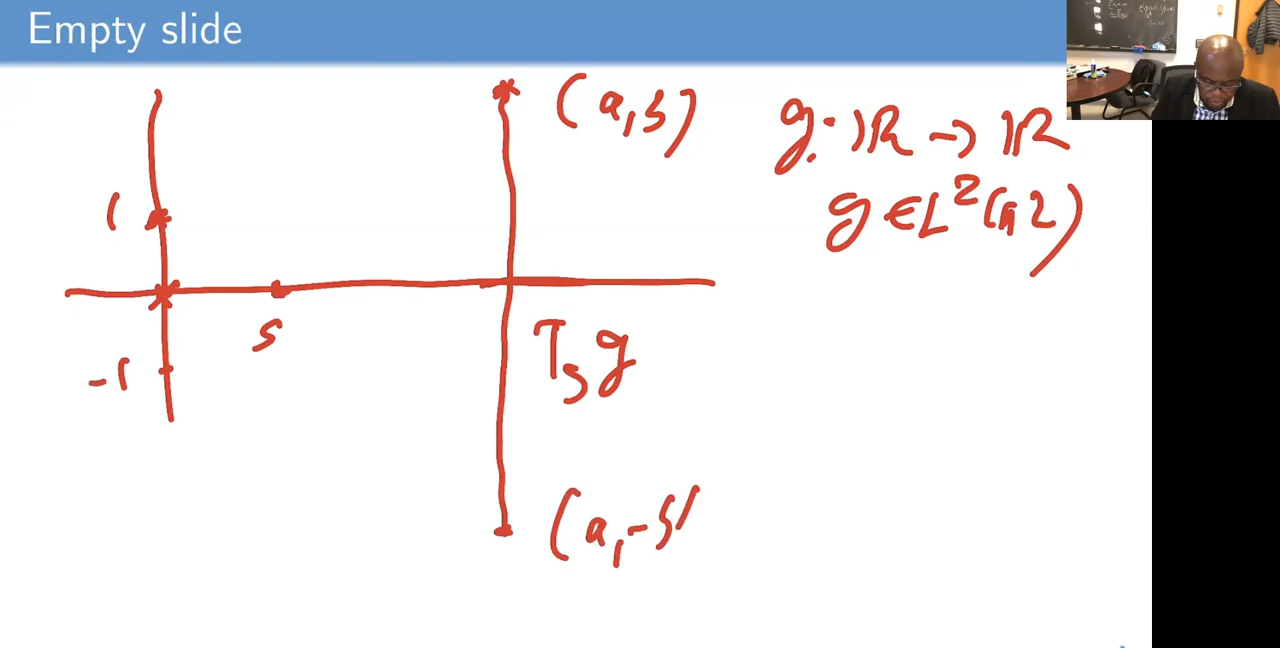 Empty slide
(a, s)
g: ℝ → ℝ
g ∈ L²(ℝ)
1
s
-1
T_s g
(a, -s)